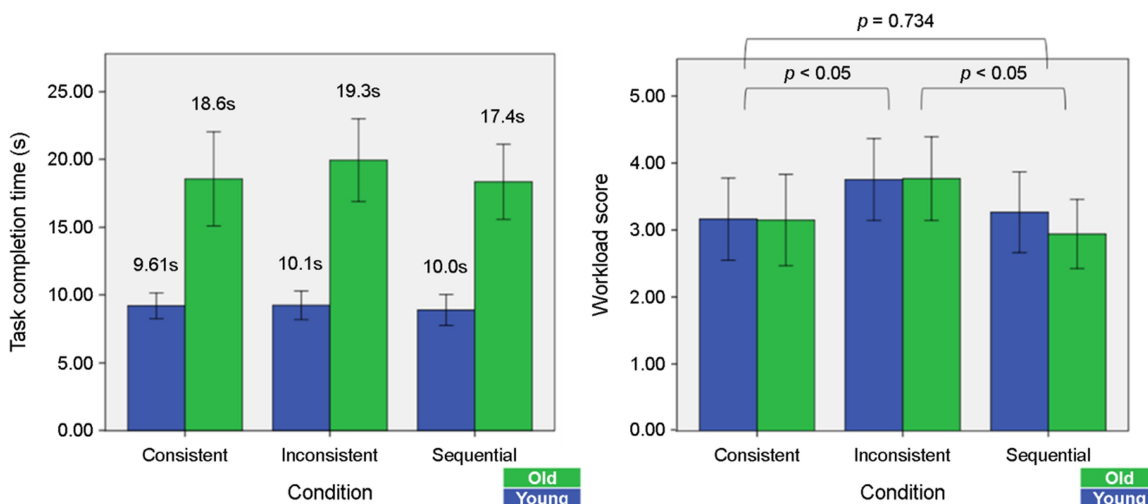 Task completion time (s)
25.00
20.00
15.00
10.00
5.00
0.00
18.6s
19.3s
17.4s
9.61s
10.1s
10.0s
Consistent
Inconsistent
Sequential
Condition
Old
Young
p = 0.734
p < 0.05
p < 0.05
Workload score
5.00
4.00
3.00
2.00
1.00
0.00
Consistent
Inconsistent
Sequential
Condition
Old
Young